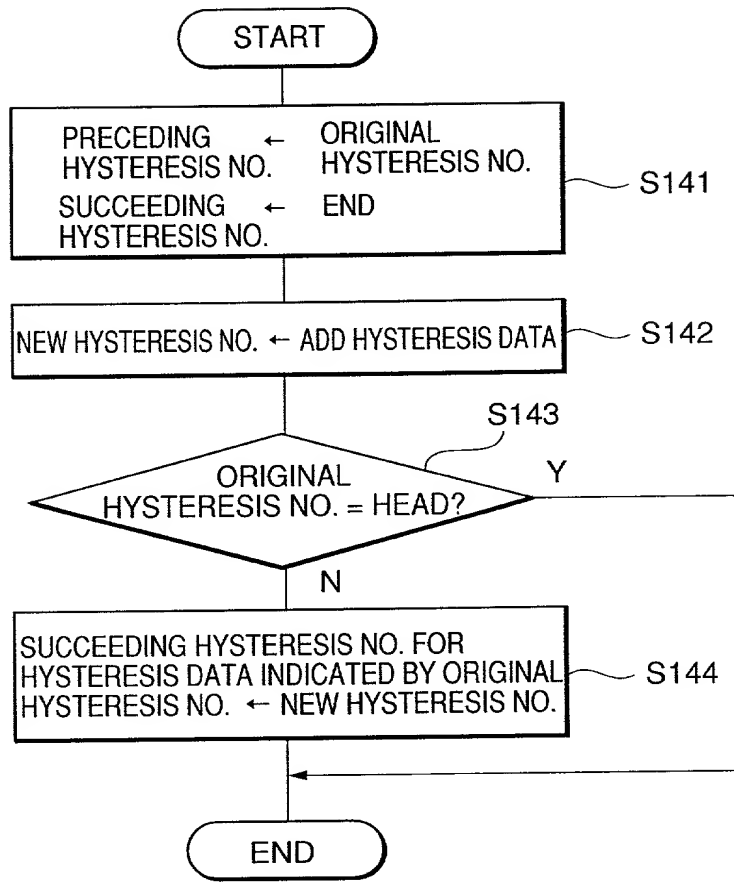 START
PRECEDING ← ORIGINAL
HYSTERESIS NO. HYSTERESIS NO.
SUCCEEDING ← END
HYSTERESIS NO.
S141
NEW HYSTERESIS NO. ← ADD HYSTERESIS DATA
S142
S143
ORIGINAL
HYSTERESIS NO. = HEAD?
Y
N
SUCCEEDING HYSTERESIS NO. FOR
HYSTERESIS DATA INDICATED BY ORIGINAL
HYSTERESIS NO. ← NEW HYSTERESIS NO.
S144
END